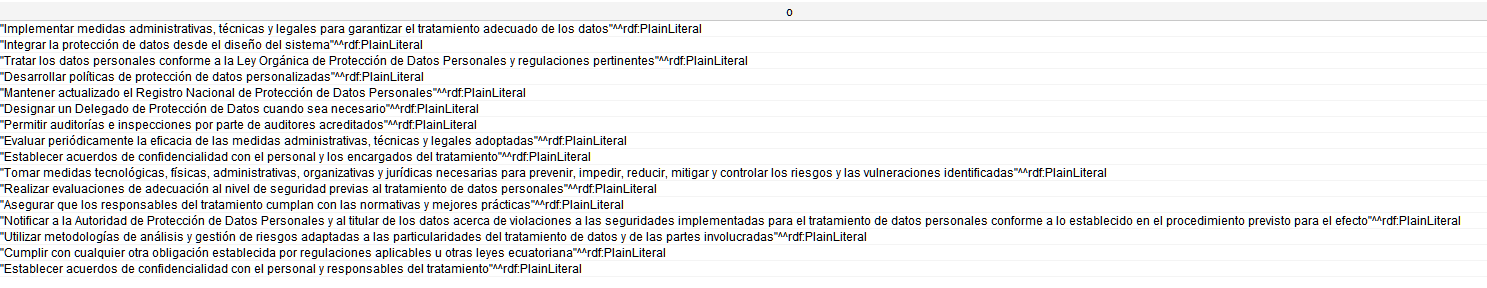 o
"Implementar medidas administrativas, técnicas y legales para garantizar el tratamiento adecuado de los datos"^^rdf:PlainLiteral
"Integrar la protección de datos desde el diseño del sistema"^^rdf:PlainLiteral
"Tratar los datos personales conforme a la Ley Orgánica de Protección de Datos Personales y regulaciones pertinentes"^^rdf:PlainLiteral
"Desarrollar políticas de protección de datos personalizadas"^^rdf:PlainLiteral
"Mantener actualizado el Registro Nacional de Protección de Datos Personales"^^rdf:PlainLiteral
"Designar un Delegado de Protección de Datos cuando sea necesario"^^rdf:PlainLiteral
"Permitir auditorías e inspecciones por parte de auditores acreditados"^^rdf:PlainLiteral
"Evaluar periódicamente la eficacia de las medidas administrativas, técnicas y legales adoptadas"^^rdf:PlainLiteral
"Establecer acuerdos de confidencialidad con el personal y los encargados del tratamiento"^^rdf:PlainLiteral
"Tomar medidas tecnológicas, físicas, administrativas, organizativas y jurídicas necesarias para prevenir, impedir, reducir, mitigar y controlar los riesgos y las vulneraciones identificadas"^^rdf:PlainLiteral
"Realizar evaluaciones de adecuación al nivel de seguridad previas al tratamiento de datos personales"^^rdf:PlainLiteral
"Asegurar que los responsables del tratamiento cumplan con las normativas y mejores prácticas"^^rdf:PlainLiteral
"Notificar a la Autoridad de Protección de Datos Personales y al titular de los datos acerca de violaciones a las seguridades implementadas para el tratamiento de datos personales conforme a lo establecido en el procedimiento previsto para el efecto"^^rdf:PlainLiteral
"Utilizar metodologías de análisis y gestión de riesgos adaptadas a las particularidades del tratamiento de datos y de las partes involucradas"^^rdf:PlainLiteral
"Cumplir con cualquier otra obligación establecida por regulaciones aplicables u otras leyes ecuatoriana"^^rdf:PlainLiteral
"Establecer acuerdos de confidencialidad con el personal y responsables del tratamiento"^^rdf:PlainLiteral